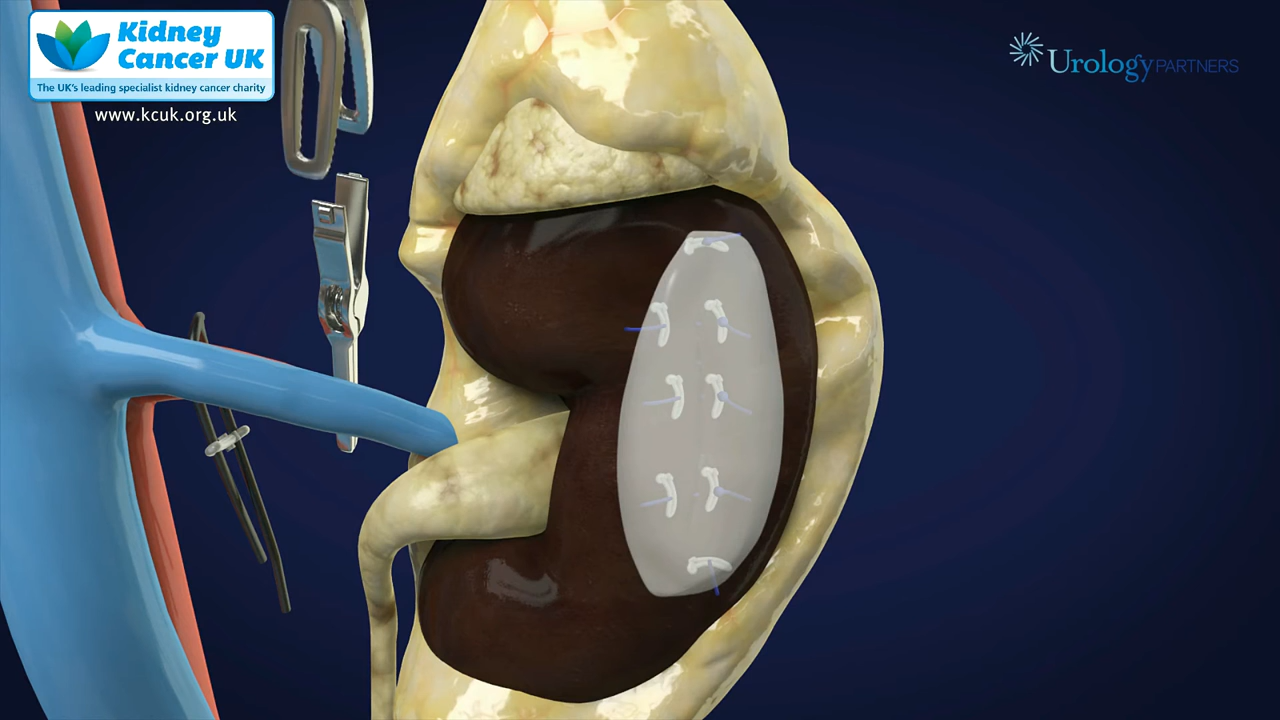 Kidney
Cancer UK
The UK's leading specialist kidney cancer charity
www.kcuk.org.uk
Urology PARTNERS